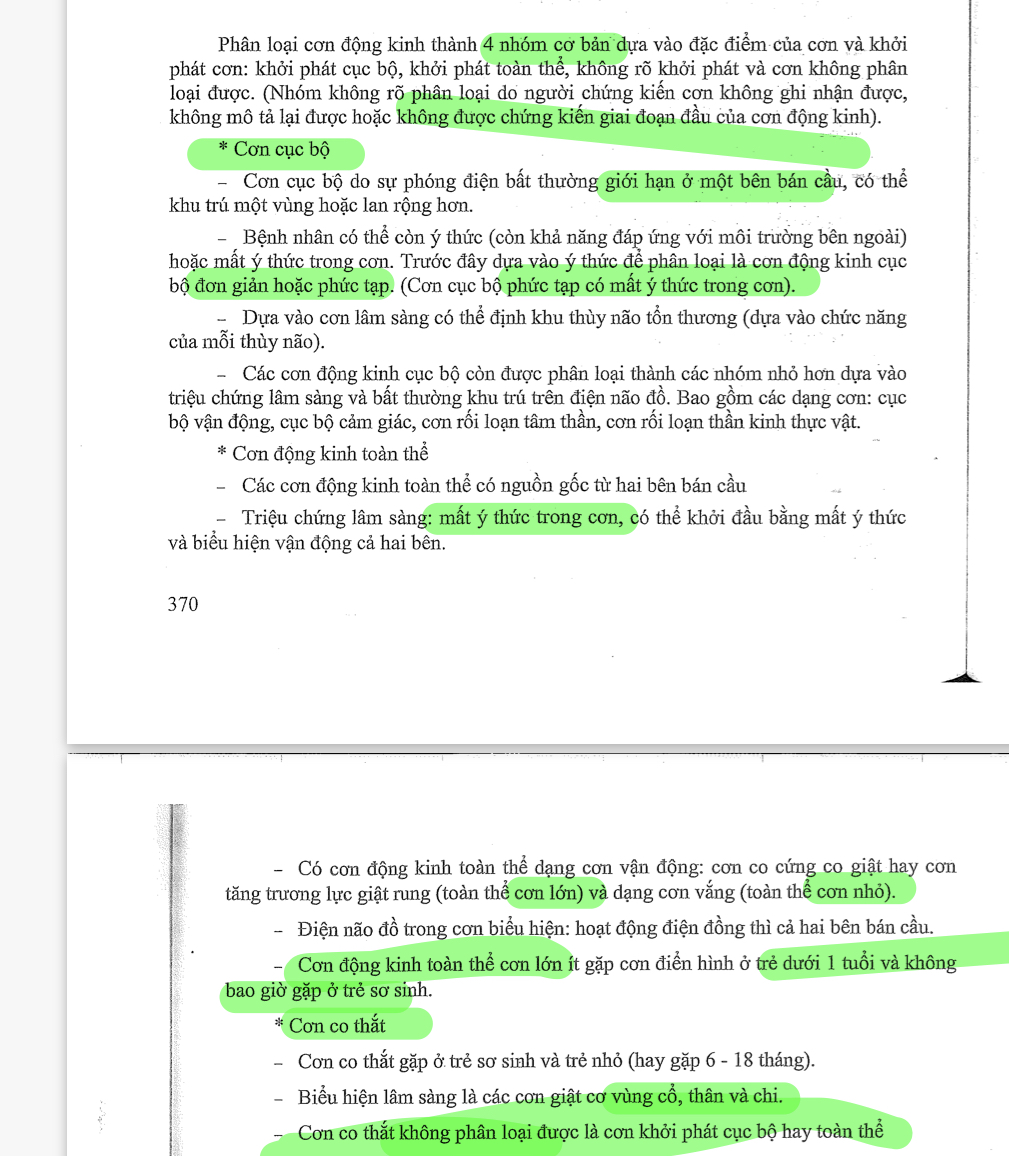 Phân loại cơn động kinh thành 4 nhóm cơ bản dựa vào đặc điểm của cơn và khởi
phát cơn: khởi phát cục bộ, khởi phát toàn thể, không rõ khởi phát và cơn không phân
loại được. (Nhóm không rõ phân loại do người chứng kiến cơn không ghi nhận được,
không mô tả lại được hoặc không được chứng kiến giai đoạn đầu của cơn động kinh).
* Cơn cục bộ
– Cơn cục bộ do sự phóng điện bất thường giới hạn ở một bên bán cầu, có thể
khu trú một vùng hoặc lan rộng hơn.
– Bệnh nhân có thể còn ý thức (còn khả năng đáp ứng với môi trường bên ngoài)
hoặc mất ý thức trong cơn. Trước đây dựa vào ý thức để phân loại là cơn động kinh cục
bộ đơn giản hoặc phức tạp. (Cơn cục bộ phức tạp có mất ý thức trong cơn).
– Dựa vào cơn lâm sàng có thể định khu thùy não tổn thương (dựa vào chức năng
của mỗi thùy não).
– Các cơn động kinh cục bộ còn được phân loại thành các nhóm nhỏ hơn dựa vào
triệu chứng lâm sàng và bất thường khu trú trên điện não đồ. Bao gồm các dạng cơn: cục
bộ vận động, cục bộ cảm giác, cơn rối loạn tâm thần, cơn rối loạn thần kinh thực vật.
* Cơn động kinh toàn thể
– Các cơn động kinh toàn thể có nguồn gốc từ hai bên bán cầu
– Triệu chứng lâm sàng: mất ý thức trong cơn, có thể khởi đầu bằng mất ý thức
và biểu hiện vận động cả hai bên.
370
– Có cơn động kinh toàn thể dạng cơn vận động: cơn co cứng co giật hay cơn
tăng trương lực giật rung (toàn thể cơn lớn) và dạng cơn vắng (toàn thể cơn nhỏ).
– Điện não đồ trong cơn biểu hiện: hoạt động điện đồng thì cả hai bên bán cầu.
– Cơn động kinh toàn thể cơn lớn ít gặp cơn điển hình ở trẻ dưới 1 tuổi và không
bao giờ gặp ở trẻ sơ sinh.
* Cơn co thắt
– Cơn co thắt gặp ở trẻ sơ sinh và trẻ nhỏ (hay gặp 6 - 18 tháng).
– Biểu hiện lâm sàng là các cơn giật cơ vùng cổ, thân và chi.
– Cơn co thắt không phân loại được là cơn khởi phát cục bộ hay toàn thể